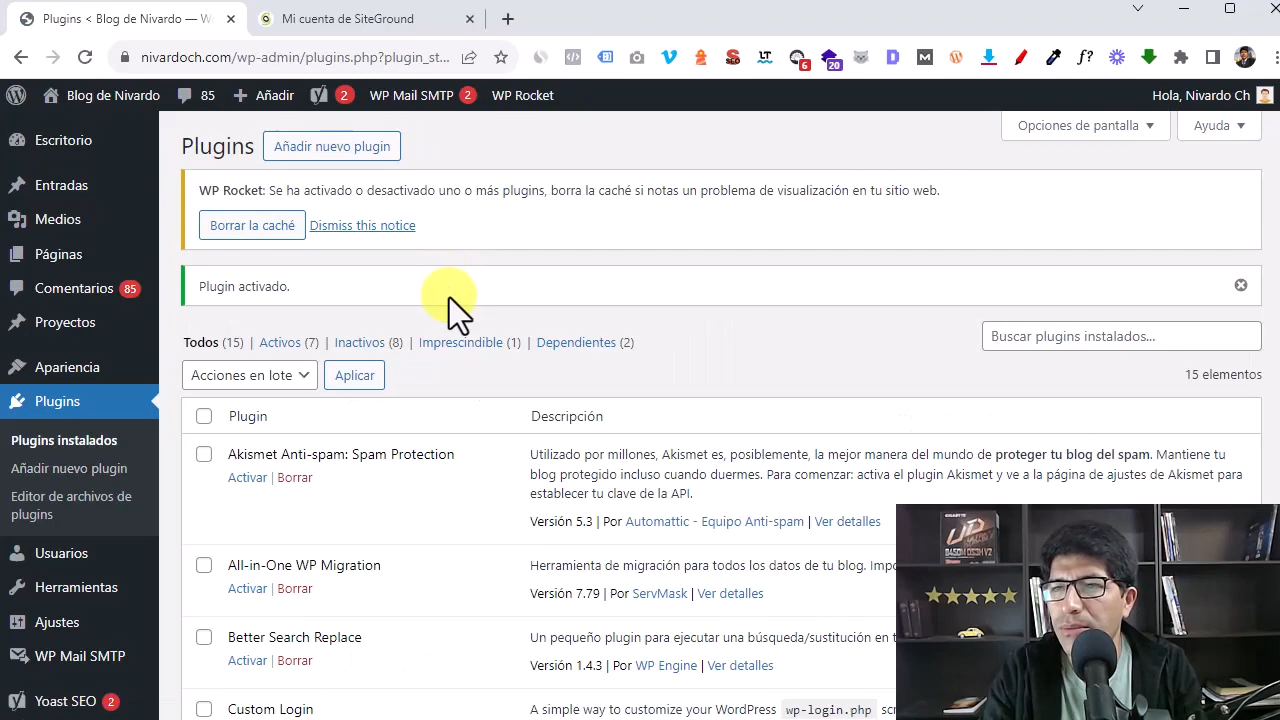 Plugins < Blog de Nivardo — W
Mi cuenta de SiteGround
nivardoch.com/wp-admin/plugins.php?plugin_st...
6
20
Blog de Nivardo
85
Añadir
2
WP Mail SMTP 2
WP Rocket
Hola, Nivardo Ch
Escritorio
Entradas
Medios
Páginas
Comentarios 85
Proyectos
Apariencia
Plugins
Plugins instalados
Añadir nuevo plugin
Editor de archivos de
plugins
Usuarios
Herramientas
Ajustes
WP Mail SMTP
Yoast SEO 2
Plugins
Añadir nuevo plugin
Opciones de pantalla
Ayuda
WP Rocket: Se ha activado o desactivado uno o más plugins, borra la caché si notas un problema de visualización en tu sitio web.
Borrar la caché
Dismiss this notice
Plugin activado.
Todos (15) | Activos (7) | Inactivos (8) | Imprescindible (1) | Dependientes (2)
Buscar plugins instalados...
Acciones en lote
Aplicar
15 elementos
Plugin
Descripción
Akismet Anti-spam: Spam Protection
Activar | Borrar
Utilizado por millones, Akismet es, posiblemente, la mejor manera del mundo de proteger tu blog del spam. Mantiene tu
blog protegido incluso cuando duermes. Para comenzar: activa el plugin Akismet y ve a la página de ajustes de Akismet para
establecer tu clave de la API.
Versión 5.3 | Por Automattic - Equipo Anti-spam | Ver detalles
All-in-One WP Migration
Activar | Borrar
Herramienta de migración para todos los datos de tu blog. Impo
Versión 7.79 | Por ServMask | Ver detalles
Better Search Replace
Activar | Borrar
Un pequeño plugin para ejecutar una búsqueda/sustitución en t
Versión 1.4.3 | Por WP Engine | Ver detalles
Custom Login
A simple way to customize your WordPress wp-login.php scr
GIGABYTE
UD
B450M DS3H V2